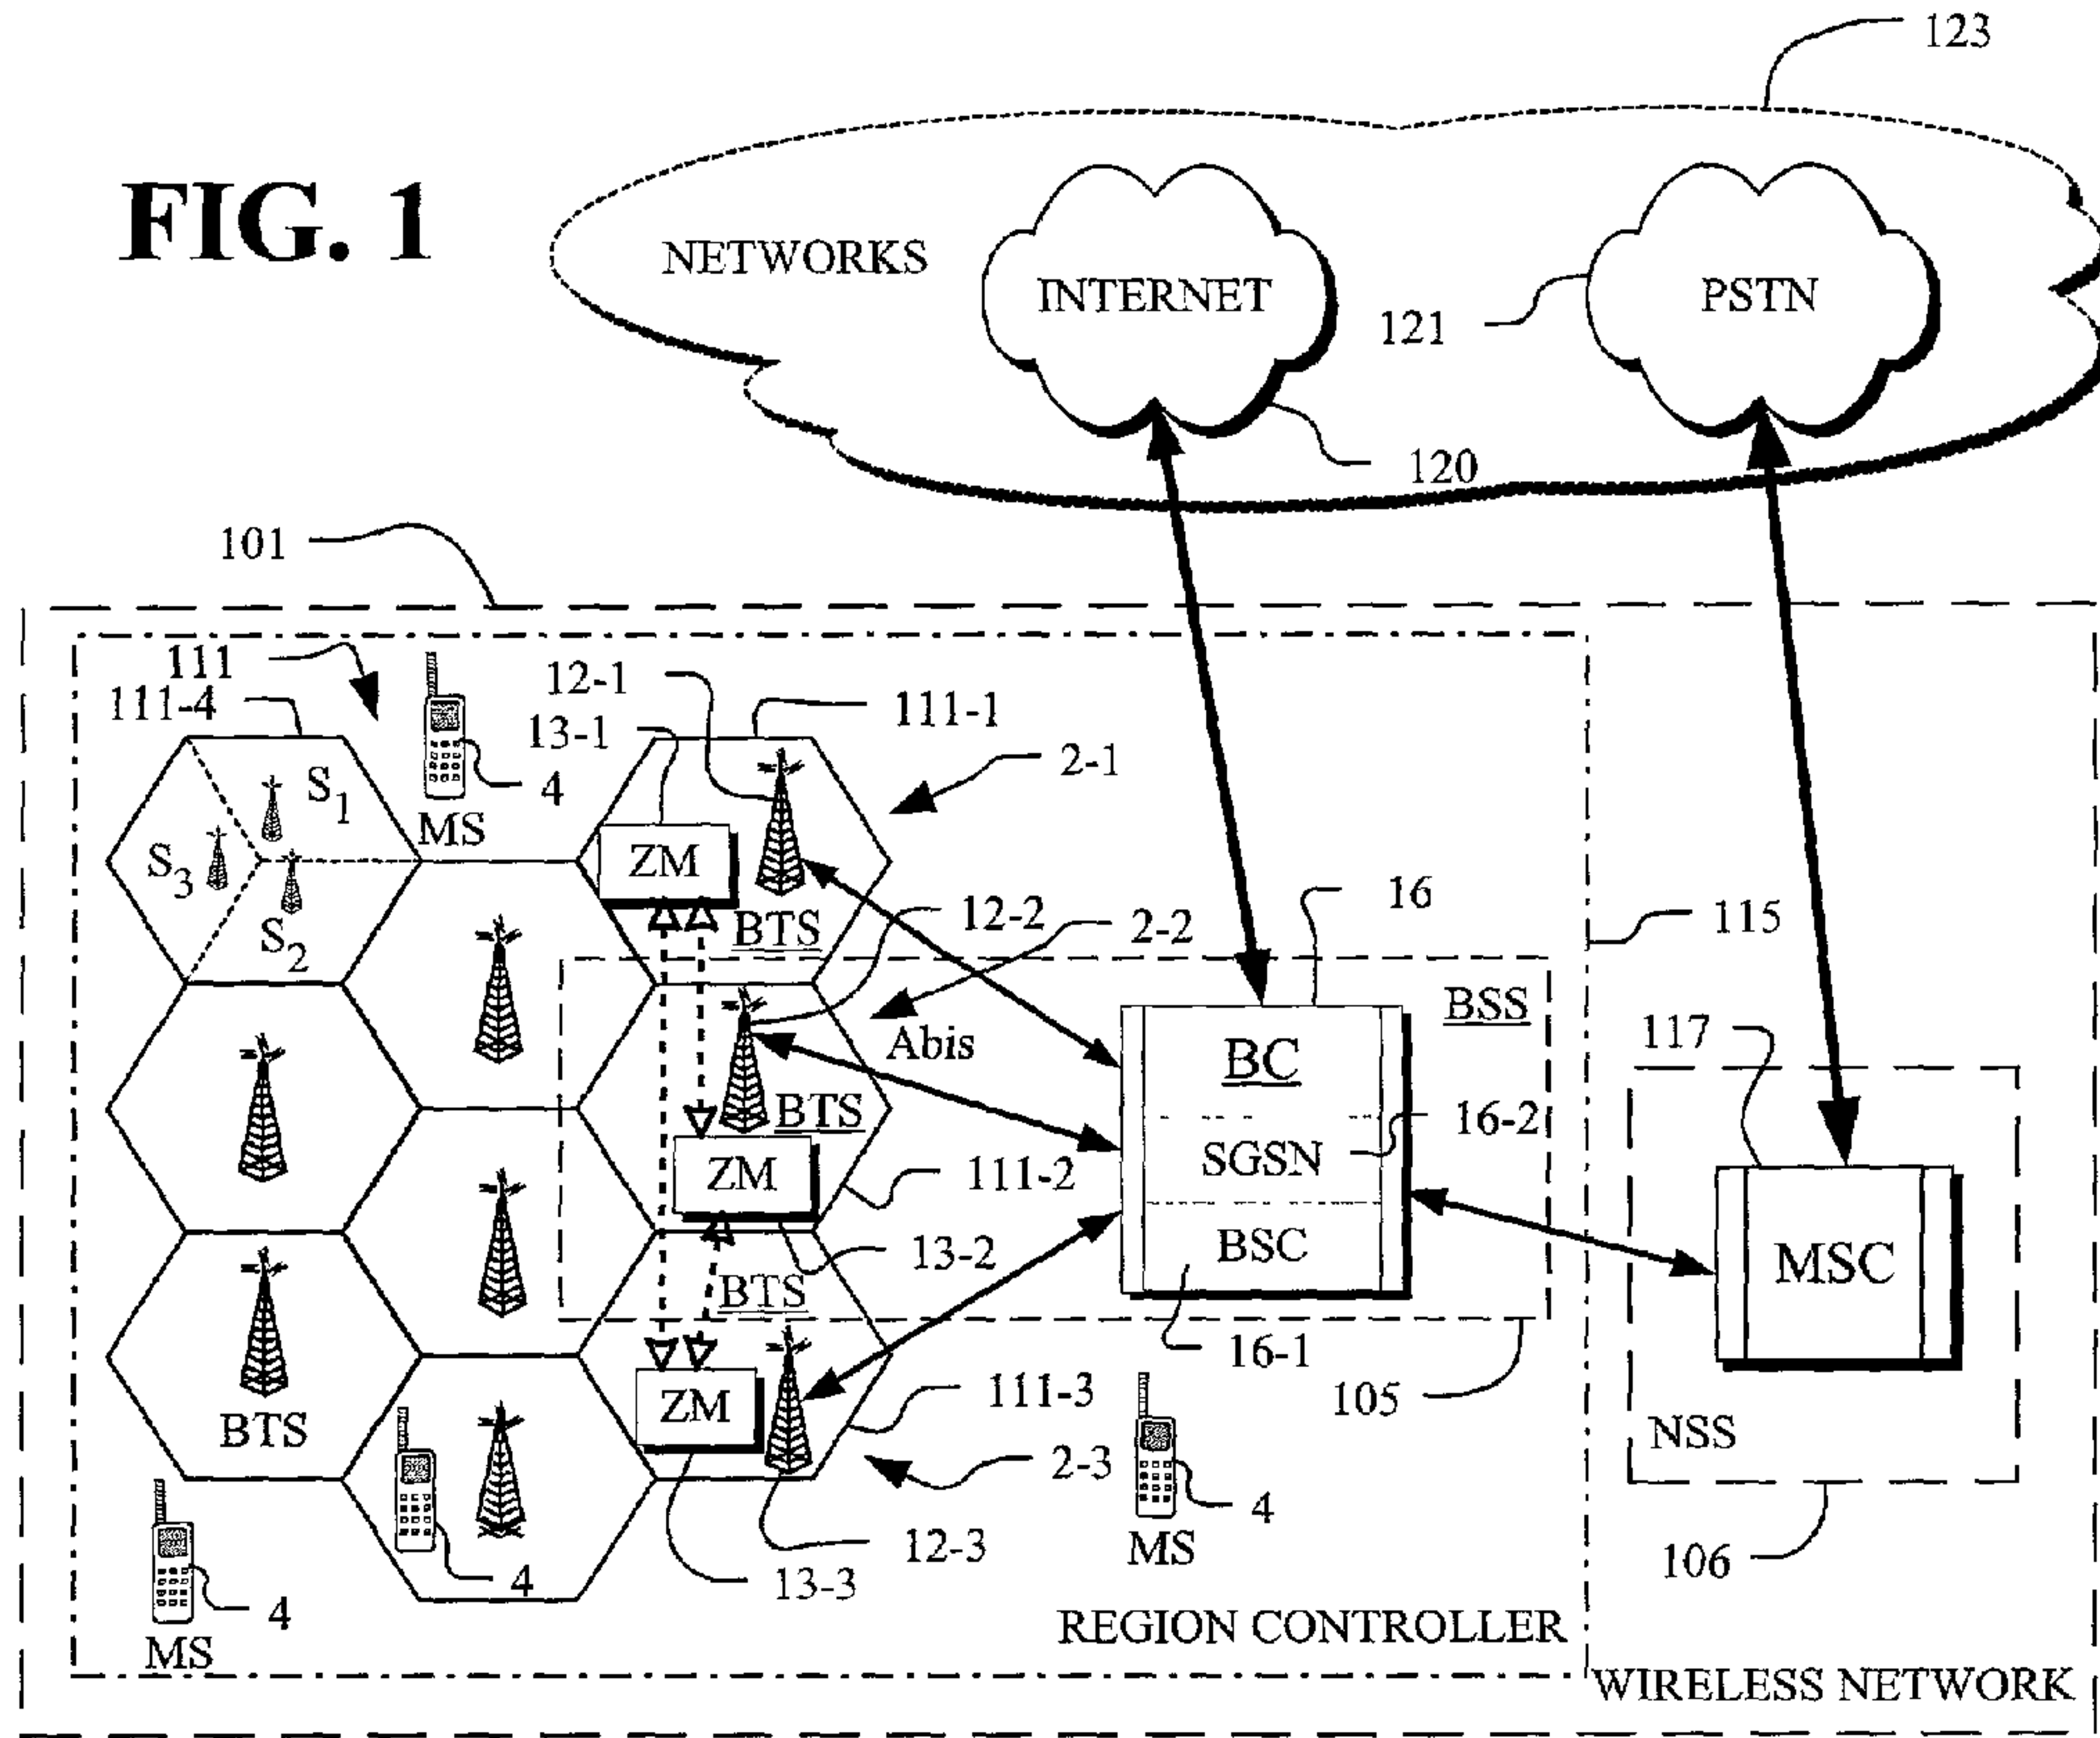 123
FIG. 1
NETWORKS
INTERNET
121
PSTN
120
101
111
111-4
12-1
13-1
111-1
2-1
4
MS
S1
S3
S2
ZM
BTS
12-2
2-2
16
115
BSS
Abis
BC
117
BTS
SGSN
16-2
ZM
111-2
13-2
BSC
MSC
BTS
16-1
105
ZM
111-3
NSS
BTS
2-3
4
12-3
MS
106
4
13-3
4
MS
REGION CONTROLLER
WIRELESS NETWORK